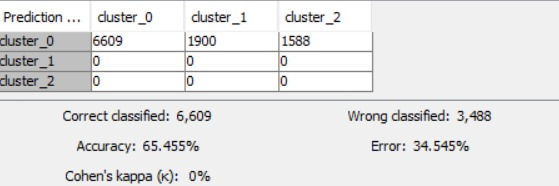 Prediction ... cluster_0 cluster_1 cluster_2
cluster_0 6609 1900 1588
cluster_1 0 0 0
cluster_2 0 0 0
Correct classified: 6,609 Wrong classified: 3,488
Accuracy: 65.455% Error: 34.545%
Cohen's kappa (κ): 0%